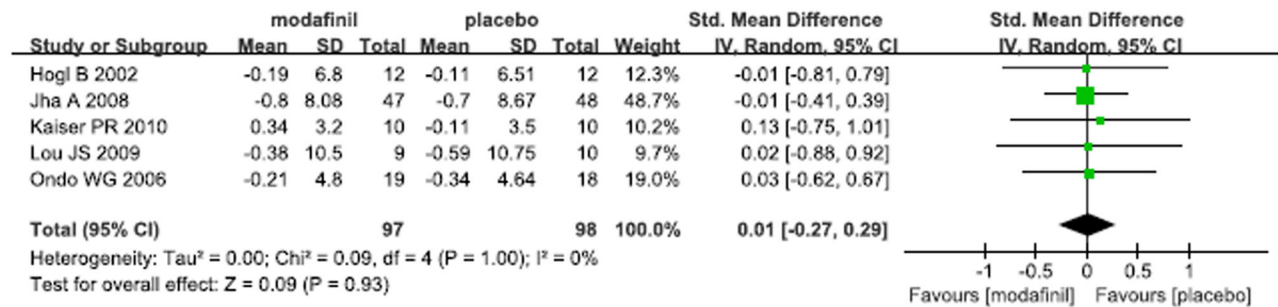 modafinil placebo Std. Mean Difference Std. Mean Difference
Study or Subgroup Mean SD Total Mean SD Total Weight IV, Random, 95% CI IV, Random, 95% CI
Hogl B 2002 -0.19 6.8 12 -0.11 6.51 12 12.3% -0.01 [-0.81, 0.79]
Jha A 2008 -0.8 8.08 47 -0.7 8.67 48 48.7% -0.01 [-0.41, 0.39]
Kaiser PR 2010 0.34 3.2 10 -0.11 3.5 10 10.2% 0.13 [-0.75, 1.01]
Lou JS 2009 -0.38 10.5 9 -0.59 10.75 10 9.7% 0.02 [-0.88, 0.92]
Ondo WG 2006 -0.21 4.8 19 -0.34 4.64 18 19.0% 0.03 [-0.62, 0.67]
Total (95% CI) 97 98 100.0% 0.01 [-0.27, 0.29]
Heterogeneity: Tau² = 0.00; Chi² = 0.09, df = 4 (P = 1.00); I² = 0%
Test for overall effect: Z = 0.09 (P = 0.93)
-1 -0.5 0 0.5 1
Favours [modafinil] Favours [placebo]